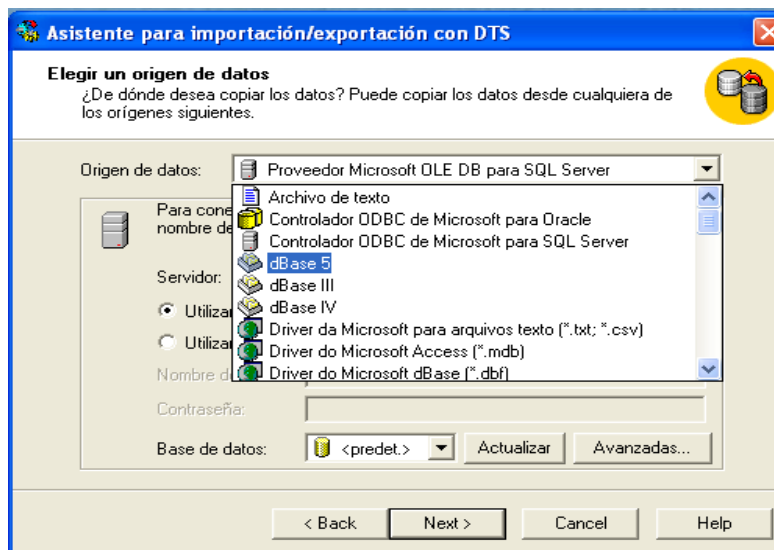 Asistente para importación/exportación con DTS
Elegir un origen de datos
¿De dónde desea copiar los datos? Puede copiar los datos desde cualquiera de
los orígenes siguientes.
Origen de datos:
Proveedor Microsoft OLE DB para SQL Server
Archivo de texto
Controlador ODBC de Microsoft para Oracle
Controlador ODBC de Microsoft para SQL Server
dBase 5
dBase III
dBase IV
Driver da Microsoft para arquivos texto (*.txt; *.csv)
Driver do Microsoft Access (*.mdb)
Driver do Microsoft dBase (*.dbf)
Para cone
nombre de
Servidor:
Utiliza
Utiliza
Nombre d
Contraseña:
Base de datos:
<predet.>
Actualizar
Avanzadas...
< Back
Next >
Cancel
Help